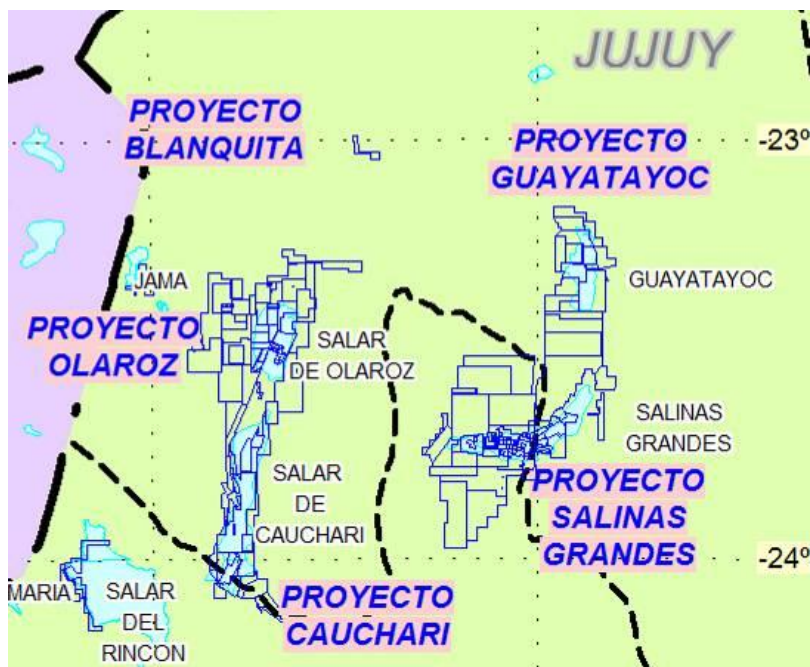 JUJUY
PROYECTO
BLANQUITA
-23º
PROYECTO
GUAYATAYOC
JAMA
GUAYATAYOC
PROYECTO
OLAROZ
SALAR
DE OLAROZ
SALINAS
GRANDES
SALAR
DE
CAUCHARI
PROYECTO
SALINAS
GRANDES
-24º
MARIA
SALAR
DEL
RINCON
PROYECTO
CAUCHARI